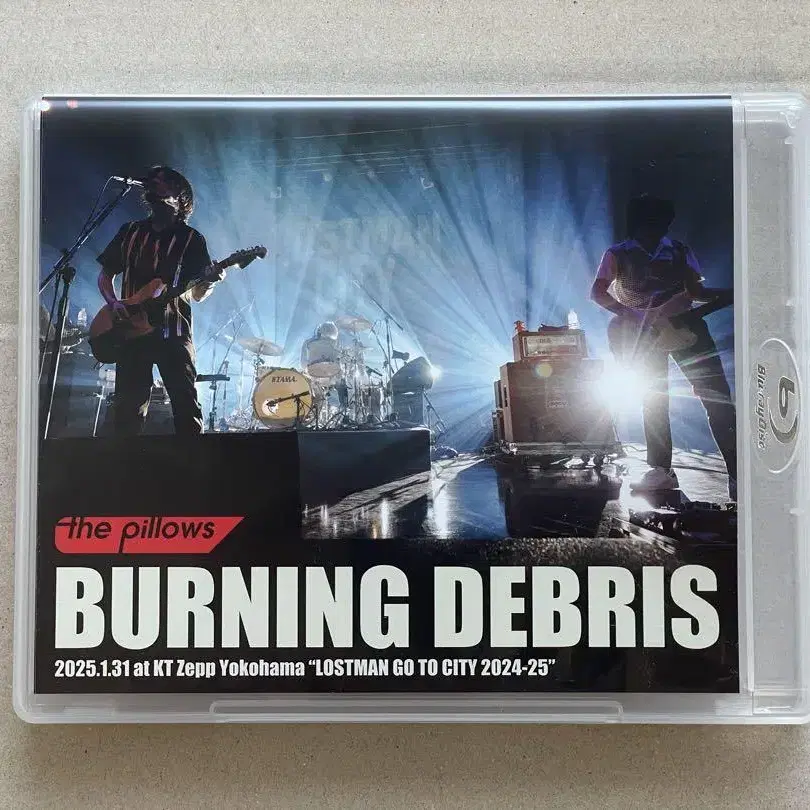 TAMA
Blu-ray Disc
the pillows
BURNING DEBRIS
2025.1.31 at KT Zepp Yokohama “LOSTMAN GO TO CITY 2024-25”